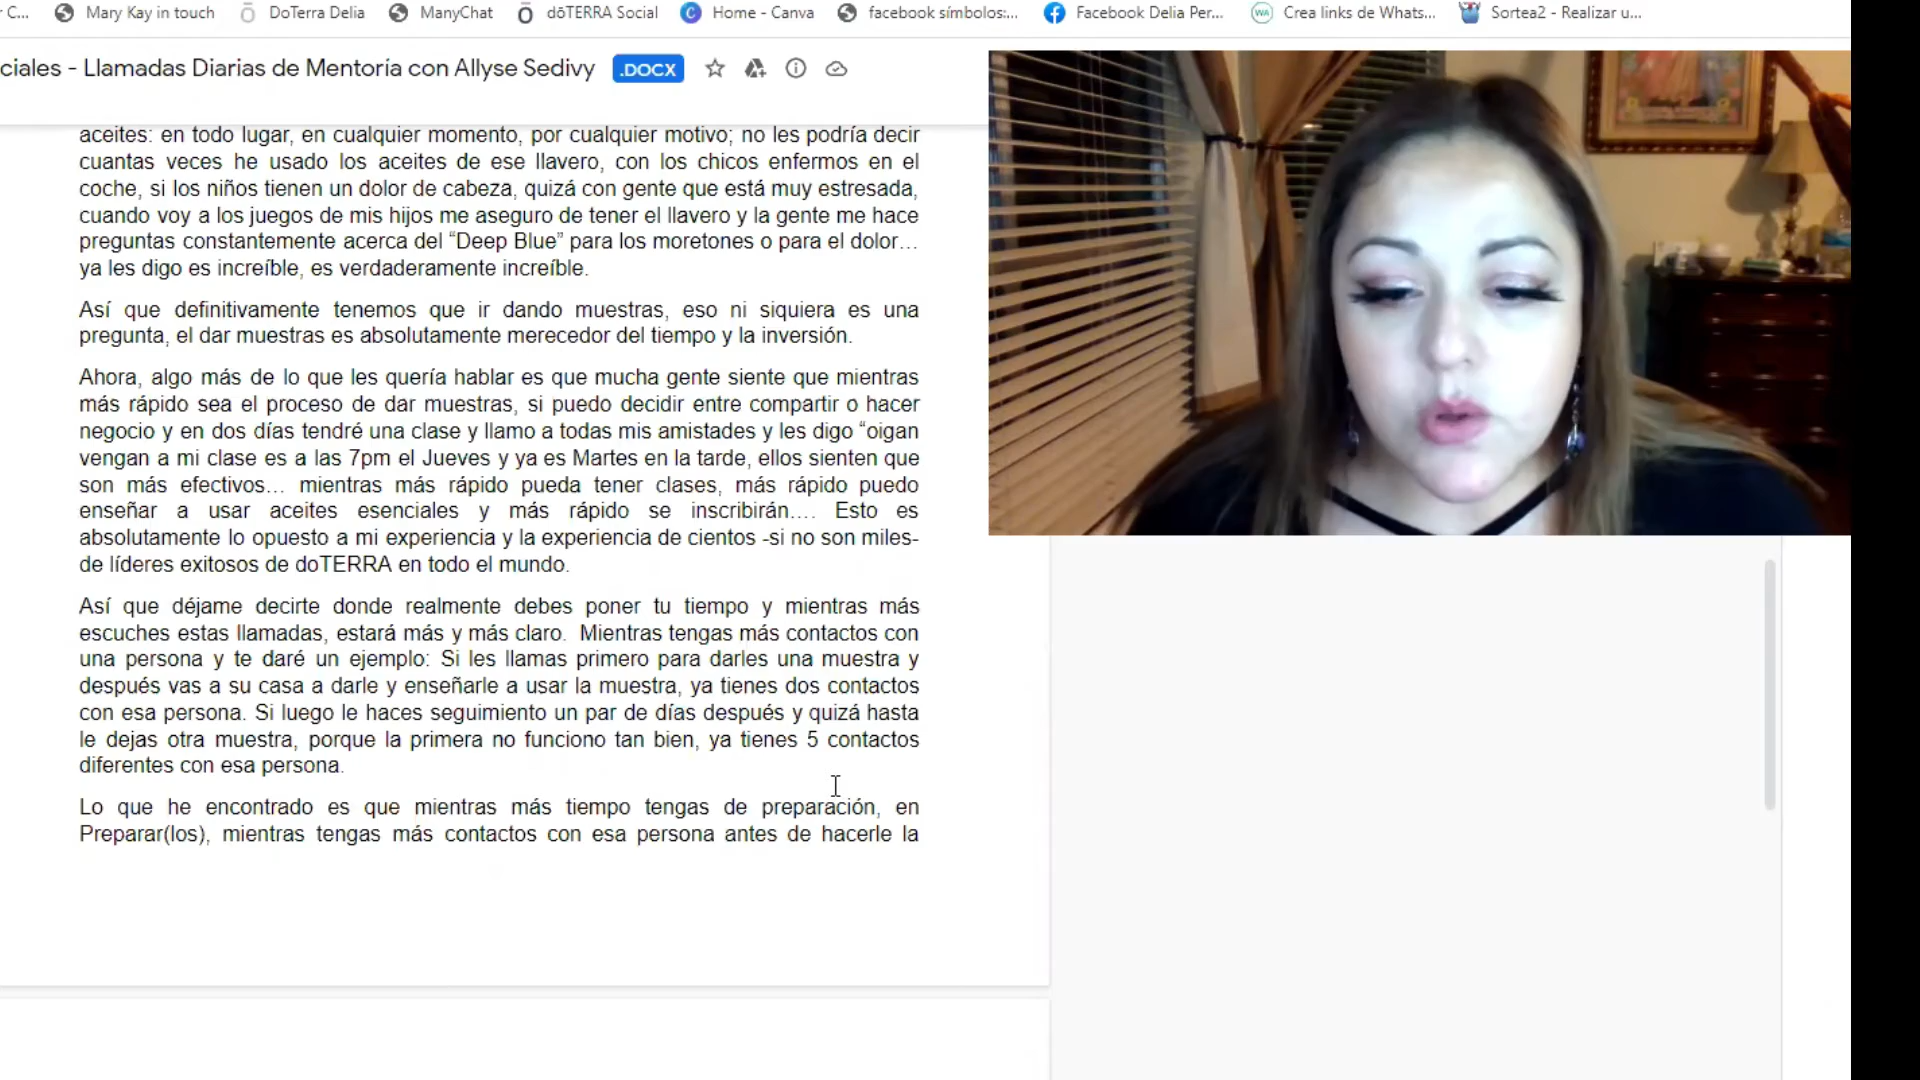 C...
Mary Kay in touch
DoTerra Delia
ManyChat
dōTERRA Social
Home - Canva
facebook símbolos:...
Facebook Delia Per...
WA
Crea links de Whats...
Sortea2 - Realizar u...
ciales - Llamadas Diarias de Mentoría con Allyse Sedivy
.DOCX
aceites: en todo lugar, en cualquier momento, por cualquier motivo; no les podría decir
cuantas veces he usado los aceites de ese llavero, con los chicos enfermos en el
coche, si los niños tienen un dolor de cabeza, quizá con gente que está muy estresada,
cuando voy a los juegos de mis hijos me aseguro de tener el llavero y la gente me hace
preguntas constantemente acerca del “Deep Blue” para los moretones o para el dolor…
ya les digo es increíble, es verdaderamente increíble.
Así que definitivamente tenemos que ir dando muestras, eso ni siquiera es una
pregunta, el dar muestras es absolutamente merecedor del tiempo y la inversión.
Ahora, algo más de lo que les quería hablar es que mucha gente siente que mientras
más rápido sea el proceso de dar muestras, si puedo decidir entre compartir o hacer
negocio y en dos días tendré una clase y llamo a todas mis amistades y les digo “oigan
vengan a mi clase es a las 7pm el Jueves y ya es Martes en la tarde, ellos sienten que
son más efectivos… mientras más rápido pueda tener clases, más rápido puedo
enseñar a usar aceites esenciales y más rápido se inscribirán…. Esto es
absolutamente lo opuesto a mi experiencia y la experiencia de cientos -si no son miles-
de líderes exitosos de doTERRA en todo el mundo.
Así que déjame decirte donde realmente debes poner tu tiempo y mientras más
escuches estas llamadas, estará más y más claro. Mientras tengas más contactos con
una persona y te daré un ejemplo: Si les llamas primero para darles una muestra y
después vas a su casa a darle y enseñarle a usar la muestra, ya tienes dos contactos
con esa persona. Si luego le haces seguimiento un par de días después y quizá hasta
le dejas otra muestra, porque la primera no funciono tan bien, ya tienes 5 contactos
diferentes con esa persona.
Lo que he encontrado es que mientras más tiempo tengas de preparación, en
Preparar(los), mientras tengas más contactos con esa persona antes de hacerle la